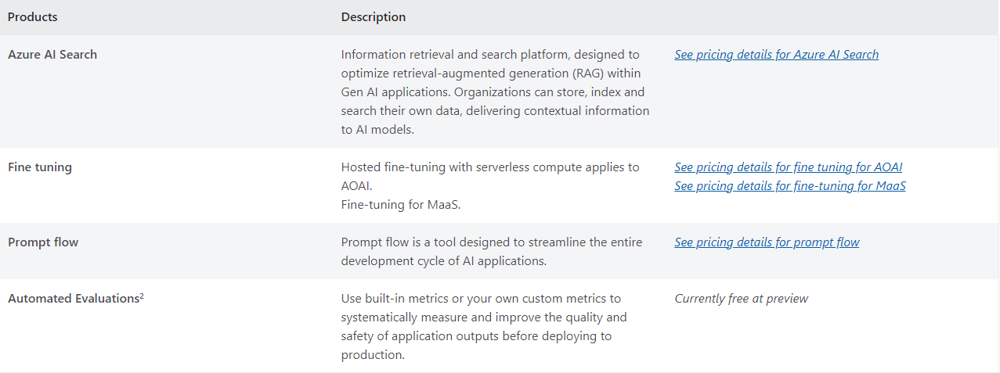 Products Description
Azure AI Search
Information retrieval and search platform, designed to
optimize retrieval-augmented generation (RAG) within
Gen AI applications. Organizations can store, index and
search their own data, delivering contextual information
to AI models.
See pricing details for Azure AI Search
Fine tuning
Hosted fine-tuning with serverless compute applies to
AOAI.
Fine-tuning for MaaS.
See pricing details for fine tuning for AOAI
See pricing details for fine-tuning for MaaS
Prompt flow
Prompt flow is a tool designed to streamline the entire
development cycle of AI applications.
See pricing details for prompt flow
Automated Evaluations²
Use built-in metrics or your own custom metrics to
systematically measure and improve the quality and
safety of application outputs before deploying to
production.
Currently free at preview